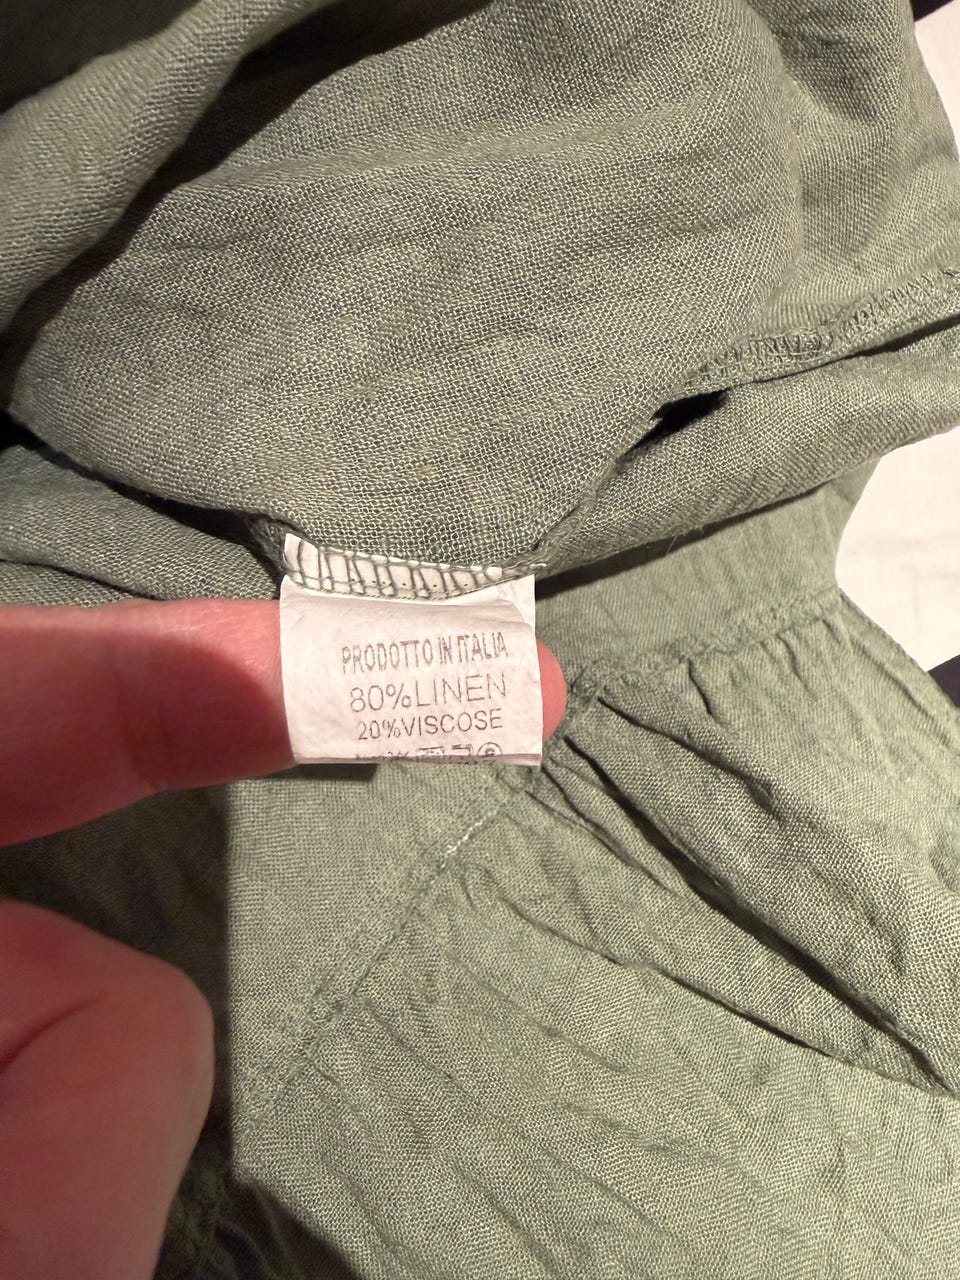 PRODOTTO IN ITALIA
80%LINEN
20%VISCOSE